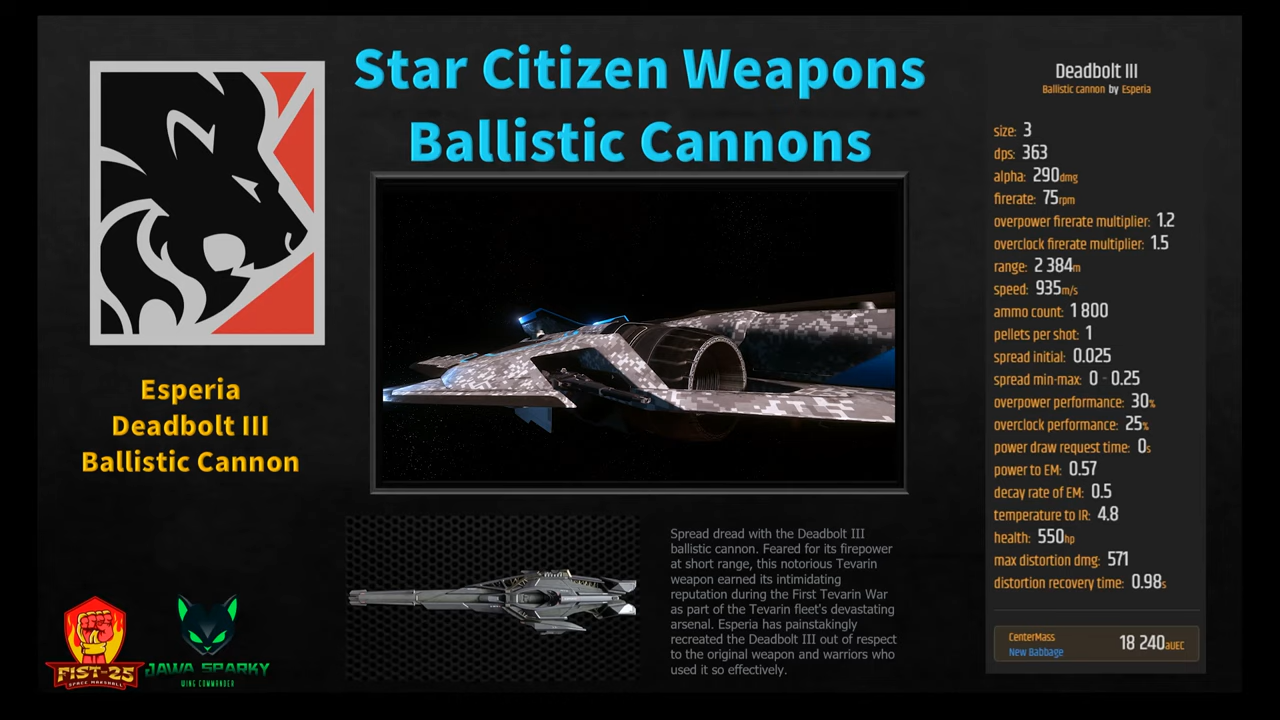 Star Citizen Weapons
Ballistic Cannons
Esperia
Deadbolt III
Ballistic Cannon
Spread dread with the Deadbolt III
ballistic cannon. Feared for its firepower
at short range, this notorious Tevarin
weapon earned its intimidating
reputation during the First Tevarin War
as part of the Tevarin fleet's devastating
arsenal. Esperia has painstakingly
recreated the Deadbolt III out of respect
to the original weapon and warriors who
used it so effectively.
Deadbolt III
Ballistic cannon by Esperia
size: 3
dps: 363
alpha: 290dmg
firerate: 75rpm
overpower firerate multiplier: 1.2
overclock firerate multiplier: 1.5
range: 2 384m
speed: 935m/s
ammo count: 1 800
pellets per shot: 1
spread initial: 0.025
spread min-max: 0 - 0.25
overpower performance: 30%
overclock performance: 25%
power draw request time: 0s
power to EM: 0.57
decay rate of EM: 0.5
temperature to IR: 4.8
health: 550hp
max distortion dmg: 571
distortion recovery time: 0.98s
CenterMass
New Babbage
18 240aUEC
FIST-25
SPACE MARSHALL
JAWA SPARKY
WING COMMANDER